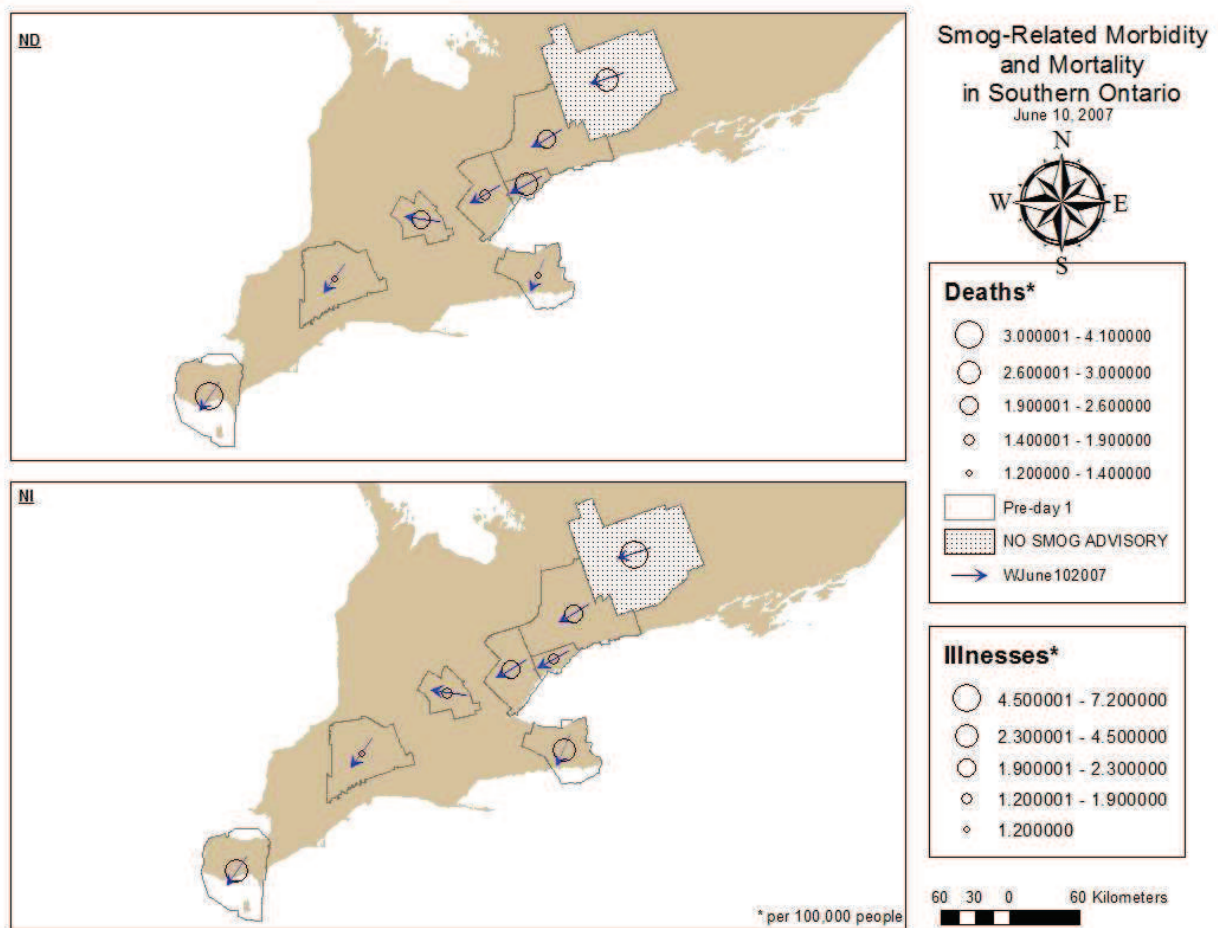 ND
Smog-Related Morbidity
and Mortality
in Southern Ontario
June 10, 2007
N
W E
S
Deaths*
3.000001 - 4.100000
2.600001 - 3.000000
1.900001 - 2.600000
1.400001 - 1.900000
1.200000 - 1.400000
Pre-day 1
NO SMOG ADVISORY
WJune102007
NI
* per 100,000 people
Illnesses*
4.500001 - 7.200000
2.300001 - 4.500000
1.900001 - 2.300000
1.200001 - 1.900000
1.200000
60 30 0 60 Kilometers